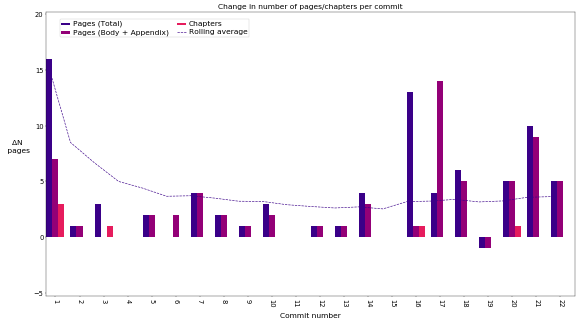 Change in number of pages/chapters per commit
Pages (Total)
Pages (Body + Appendix)
Chapters
Rolling average
20
15
10
5
0
−5
ΔN
pages
1 2 3 4 5 6 7 8 9 10 11 12 13 14 15 16 17 18 19 20 21 22
Commit number